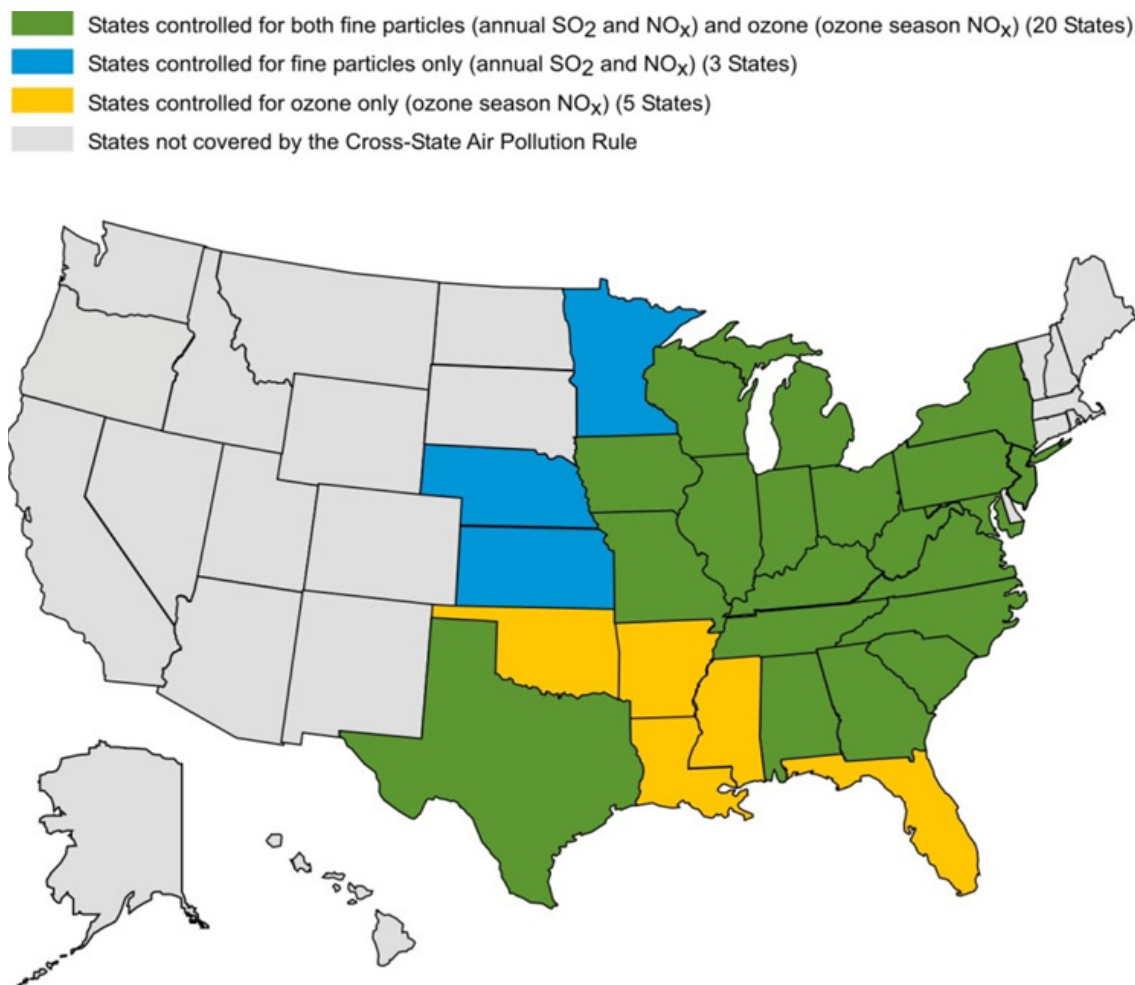 States controlled for both fine particles (annual SO2 and NOx) and ozone (ozone season NOx) (20 States)
States controlled for fine particles only (annual SO2 and NOx) (3 States)
States controlled for ozone only (ozone season NOx) (5 States)
States not covered by the Cross-State Air Pollution Rule